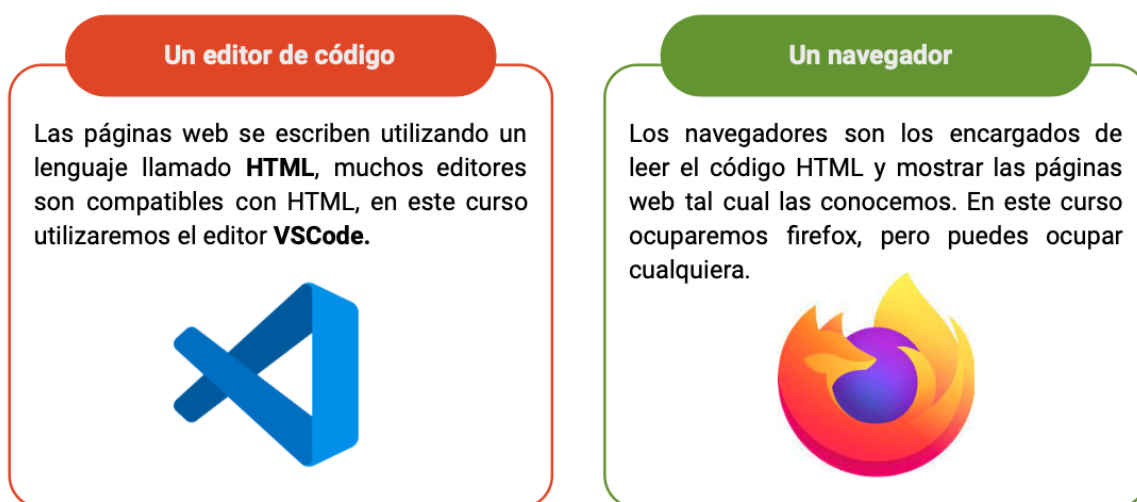 Un editor de código
Las páginas web se escriben utilizando un
lenguaje llamado HTML, muchos editores
son compatibles con HTML, en este curso
utilizaremos el editor VSCode.
Un navegador
Los navegadores son los encargados de
leer el código HTML y mostrar las páginas
web tal cual las conocemos. En este curso
ocuparemos firefox, pero puedes ocupar
cualquiera.